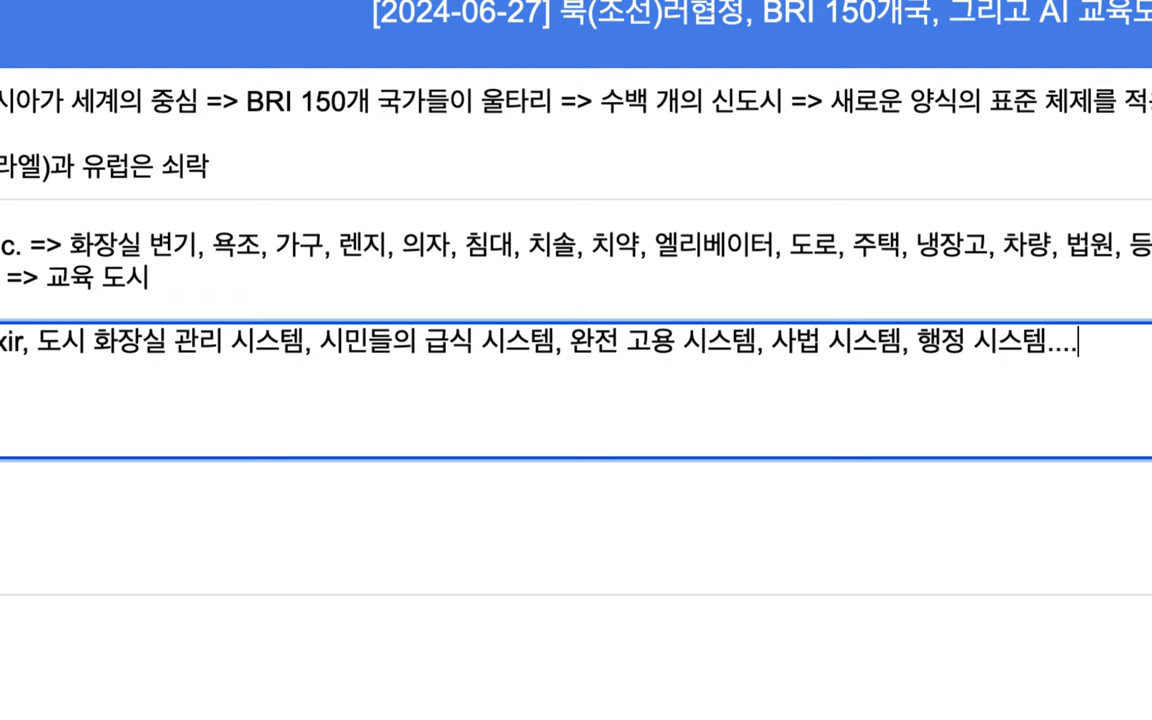 [2024-06-27] 북(조선)러협정, BRI 150개국, 그리고 AI 교육도
시아가 세계의 중심 => BRI 150개 국가들이 울타리 => 수백 개의 신도시 => 새로운 양식의 표준 체제를
라엘)과 유럽은 쇠락
c. => 화장실 변기, 욕조, 가구, 렌지, 의자, 침대, 치솔, 치약, 엘리베이터, 도로, 주택, 냉장고, 차량, 법원, 등
=> 교육 도시
kir, 도시 화장실 관리 시스템, 시민들의 급식 시스템, 완전 고용 시스템, 사법 시스템, 행정 시스템....